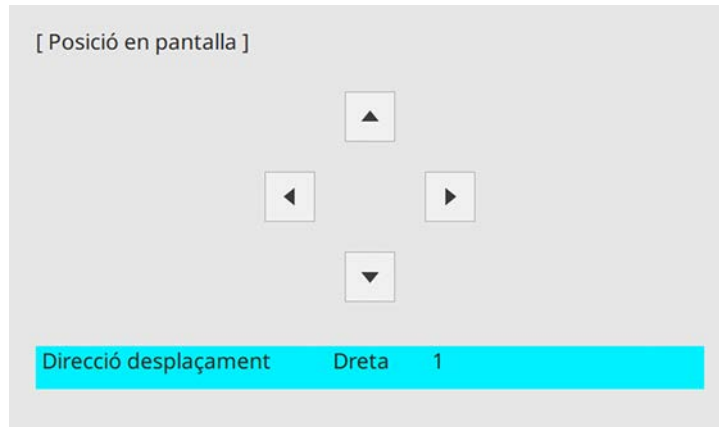 [ Posició en pantalla ]
Direcció desplaçament Dreta 1